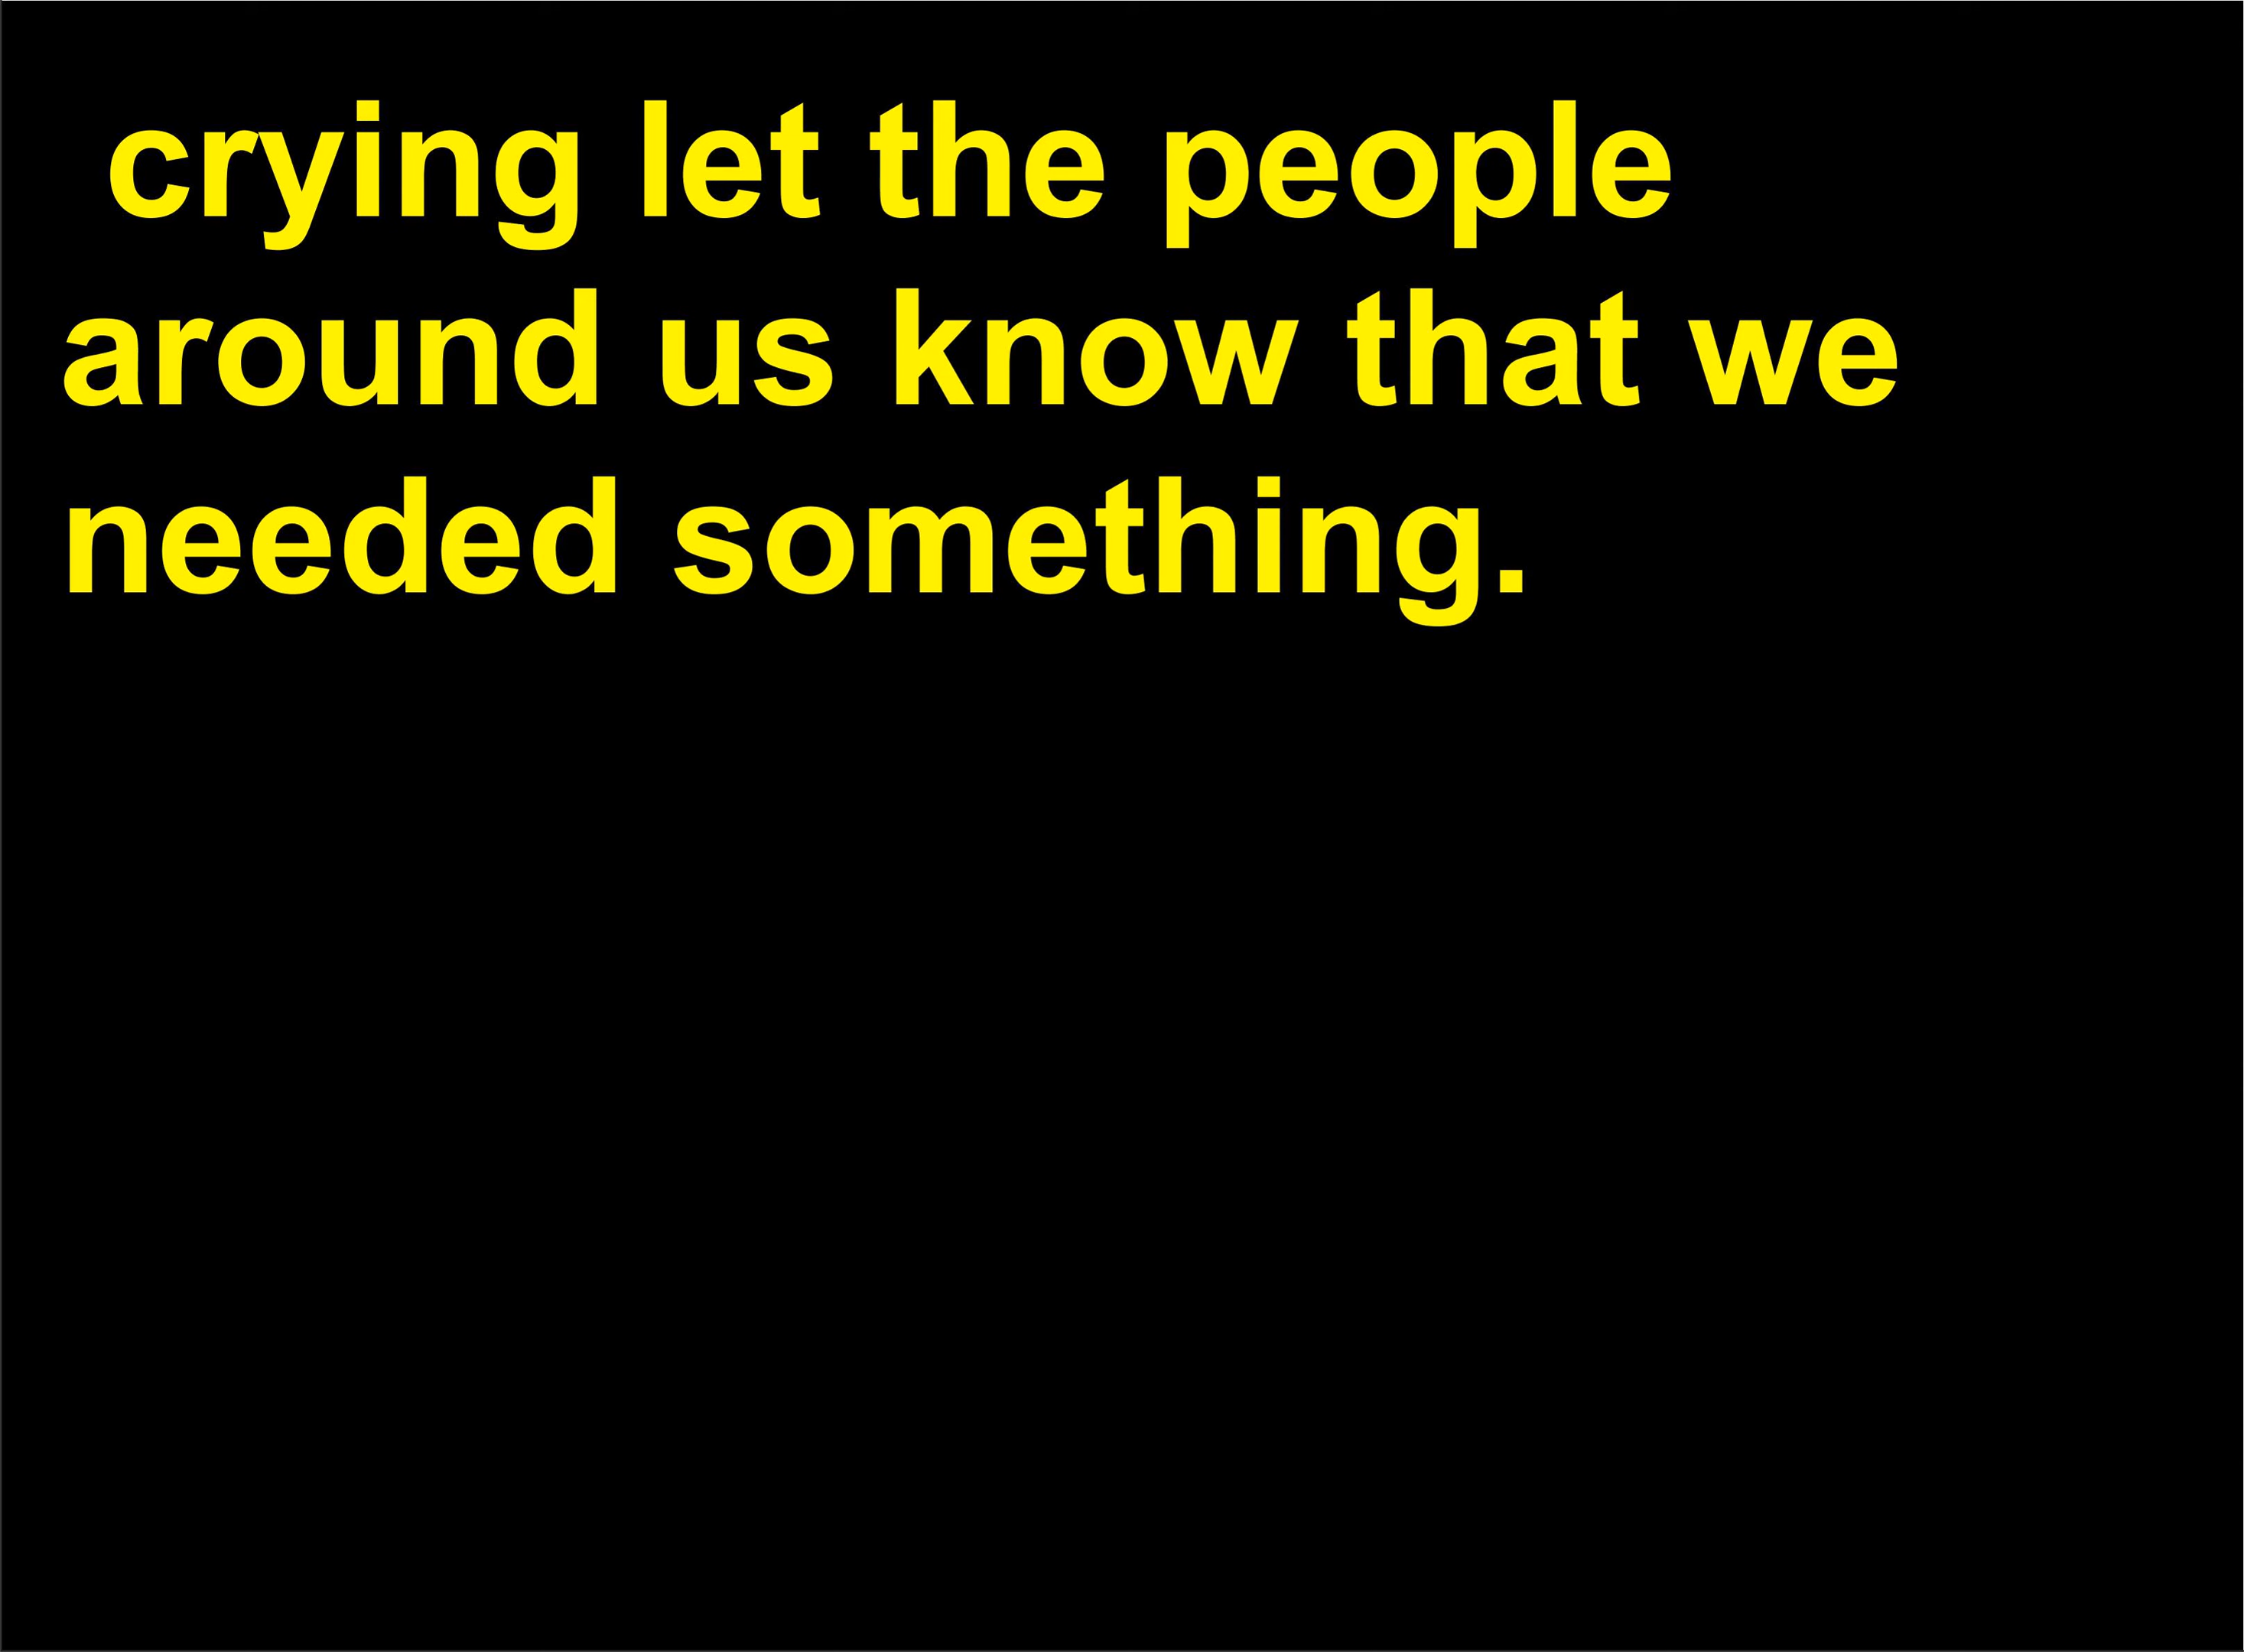 crying let the people
around us know that we
needed something.